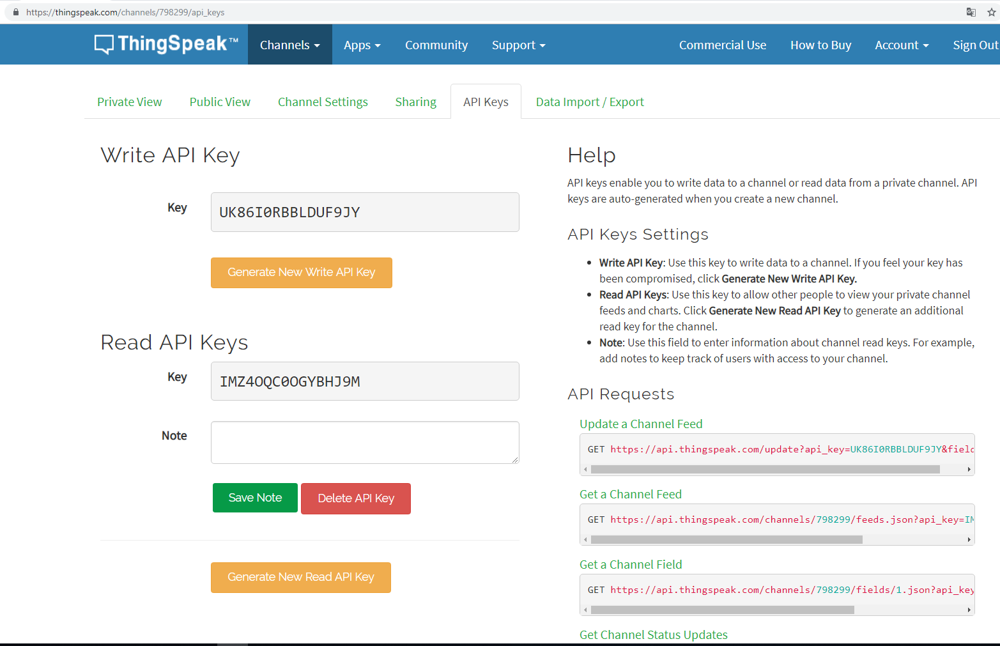 https://thingspeak.com/channels/798299/api_keys
ThingSpeak™
Channels
Apps
Community
Support
Commercial Use
How to Buy
Account
Sign Out
Private View
Public View
Channel Settings
Sharing
API Keys
Data Import / Export
Write API Key
Key
UK86I0RBBLDUF9JY
Generate New Write API Key
Read API Keys
Key
IMZ4OQC0OGYBHJ9M
Note
Save Note
Delete API Key
Generate New Read API Key
Help
API keys enable you to write data to a channel or read data from a private channel. API
keys are auto-generated when you create a new channel.
API Keys Settings
• Write API Key: Use this key to write data to a channel. If you feel your key has
been compromised, click Generate New Write API Key.
• Read API Keys: Use this key to allow other people to view your private channel
feeds and charts. Click Generate New Read API Key to generate an additional
read key for the channel.
• Note: Use this field to enter information about channel read keys. For example,
add notes to keep track of users with access to your channel.
API Requests
Update a Channel Feed
GET https://api.thingspeak.com/update?api_key=UK86I0RBBLDUF9JY&field
Get a Channel Feed
GET https://api.thingspeak.com/channels/798299/feeds.json?api_key=IM
Get a Channel Field
GET https://api.thingspeak.com/channels/798299/fields/1.json?api_key
Get Channel Status Updates